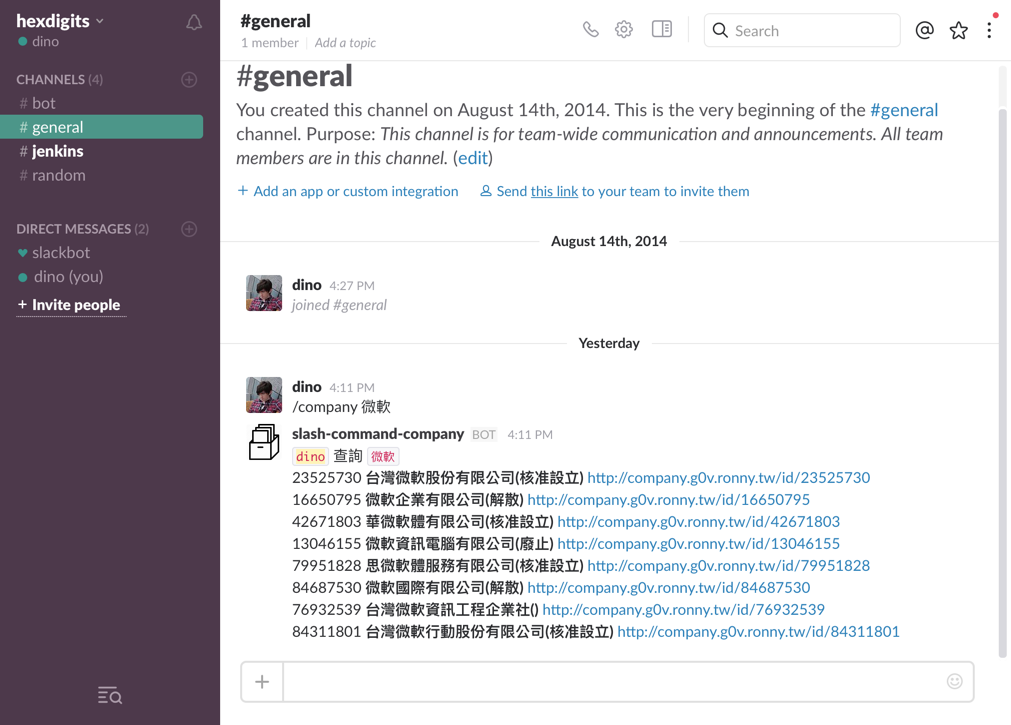 hexdigits
dino
CHANNELS (4)
# bot
# general
# jenkins
# random
DIRECT MESSAGES (2)
slackbot
dino (you)
+ Invite people
#general
1 member | Add a topic
Search
#general
You created this channel on August 14th, 2014. This is the very beginning of the #general
channel. Purpose: This channel is for team-wide communication and announcements. All team
members are in this channel. (edit)
+ Add an app or custom integration Send this link to your team to invite them
August 14th, 2014
dino 4:27 PM
joined #general
Yesterday
dino 4:11 PM
/company 微軟
slash-command-company BOT 4:11 PM
dino 查詢 微軟
23525730 台灣微軟股份有限公司(核准設立) http://company.g0v.ronny.tw/id/23525730
16650795 微軟企業有限公司(解散) http://company.g0v.ronny.tw/id/16650795
42671803 華微軟體有限公司(核准設立) http://company.g0v.ronny.tw/id/42671803
13046155 微軟資訊電腦有限公司(廢止) http://company.g0v.ronny.tw/id/13046155
79951828 思微軟體服務有限公司(核准設立) http://company.g0v.ronny.tw/id/79951828
84687530 微軟國際有限公司(解散) http://company.g0v.ronny.tw/id/84687530
76932539 台灣微軟資訊工程企業社() http://company.g0v.ronny.tw/id/76932539
84311801 台灣微軟行動股份有限公司(核准設立) http://company.g0v.ronny.tw/id/84311801